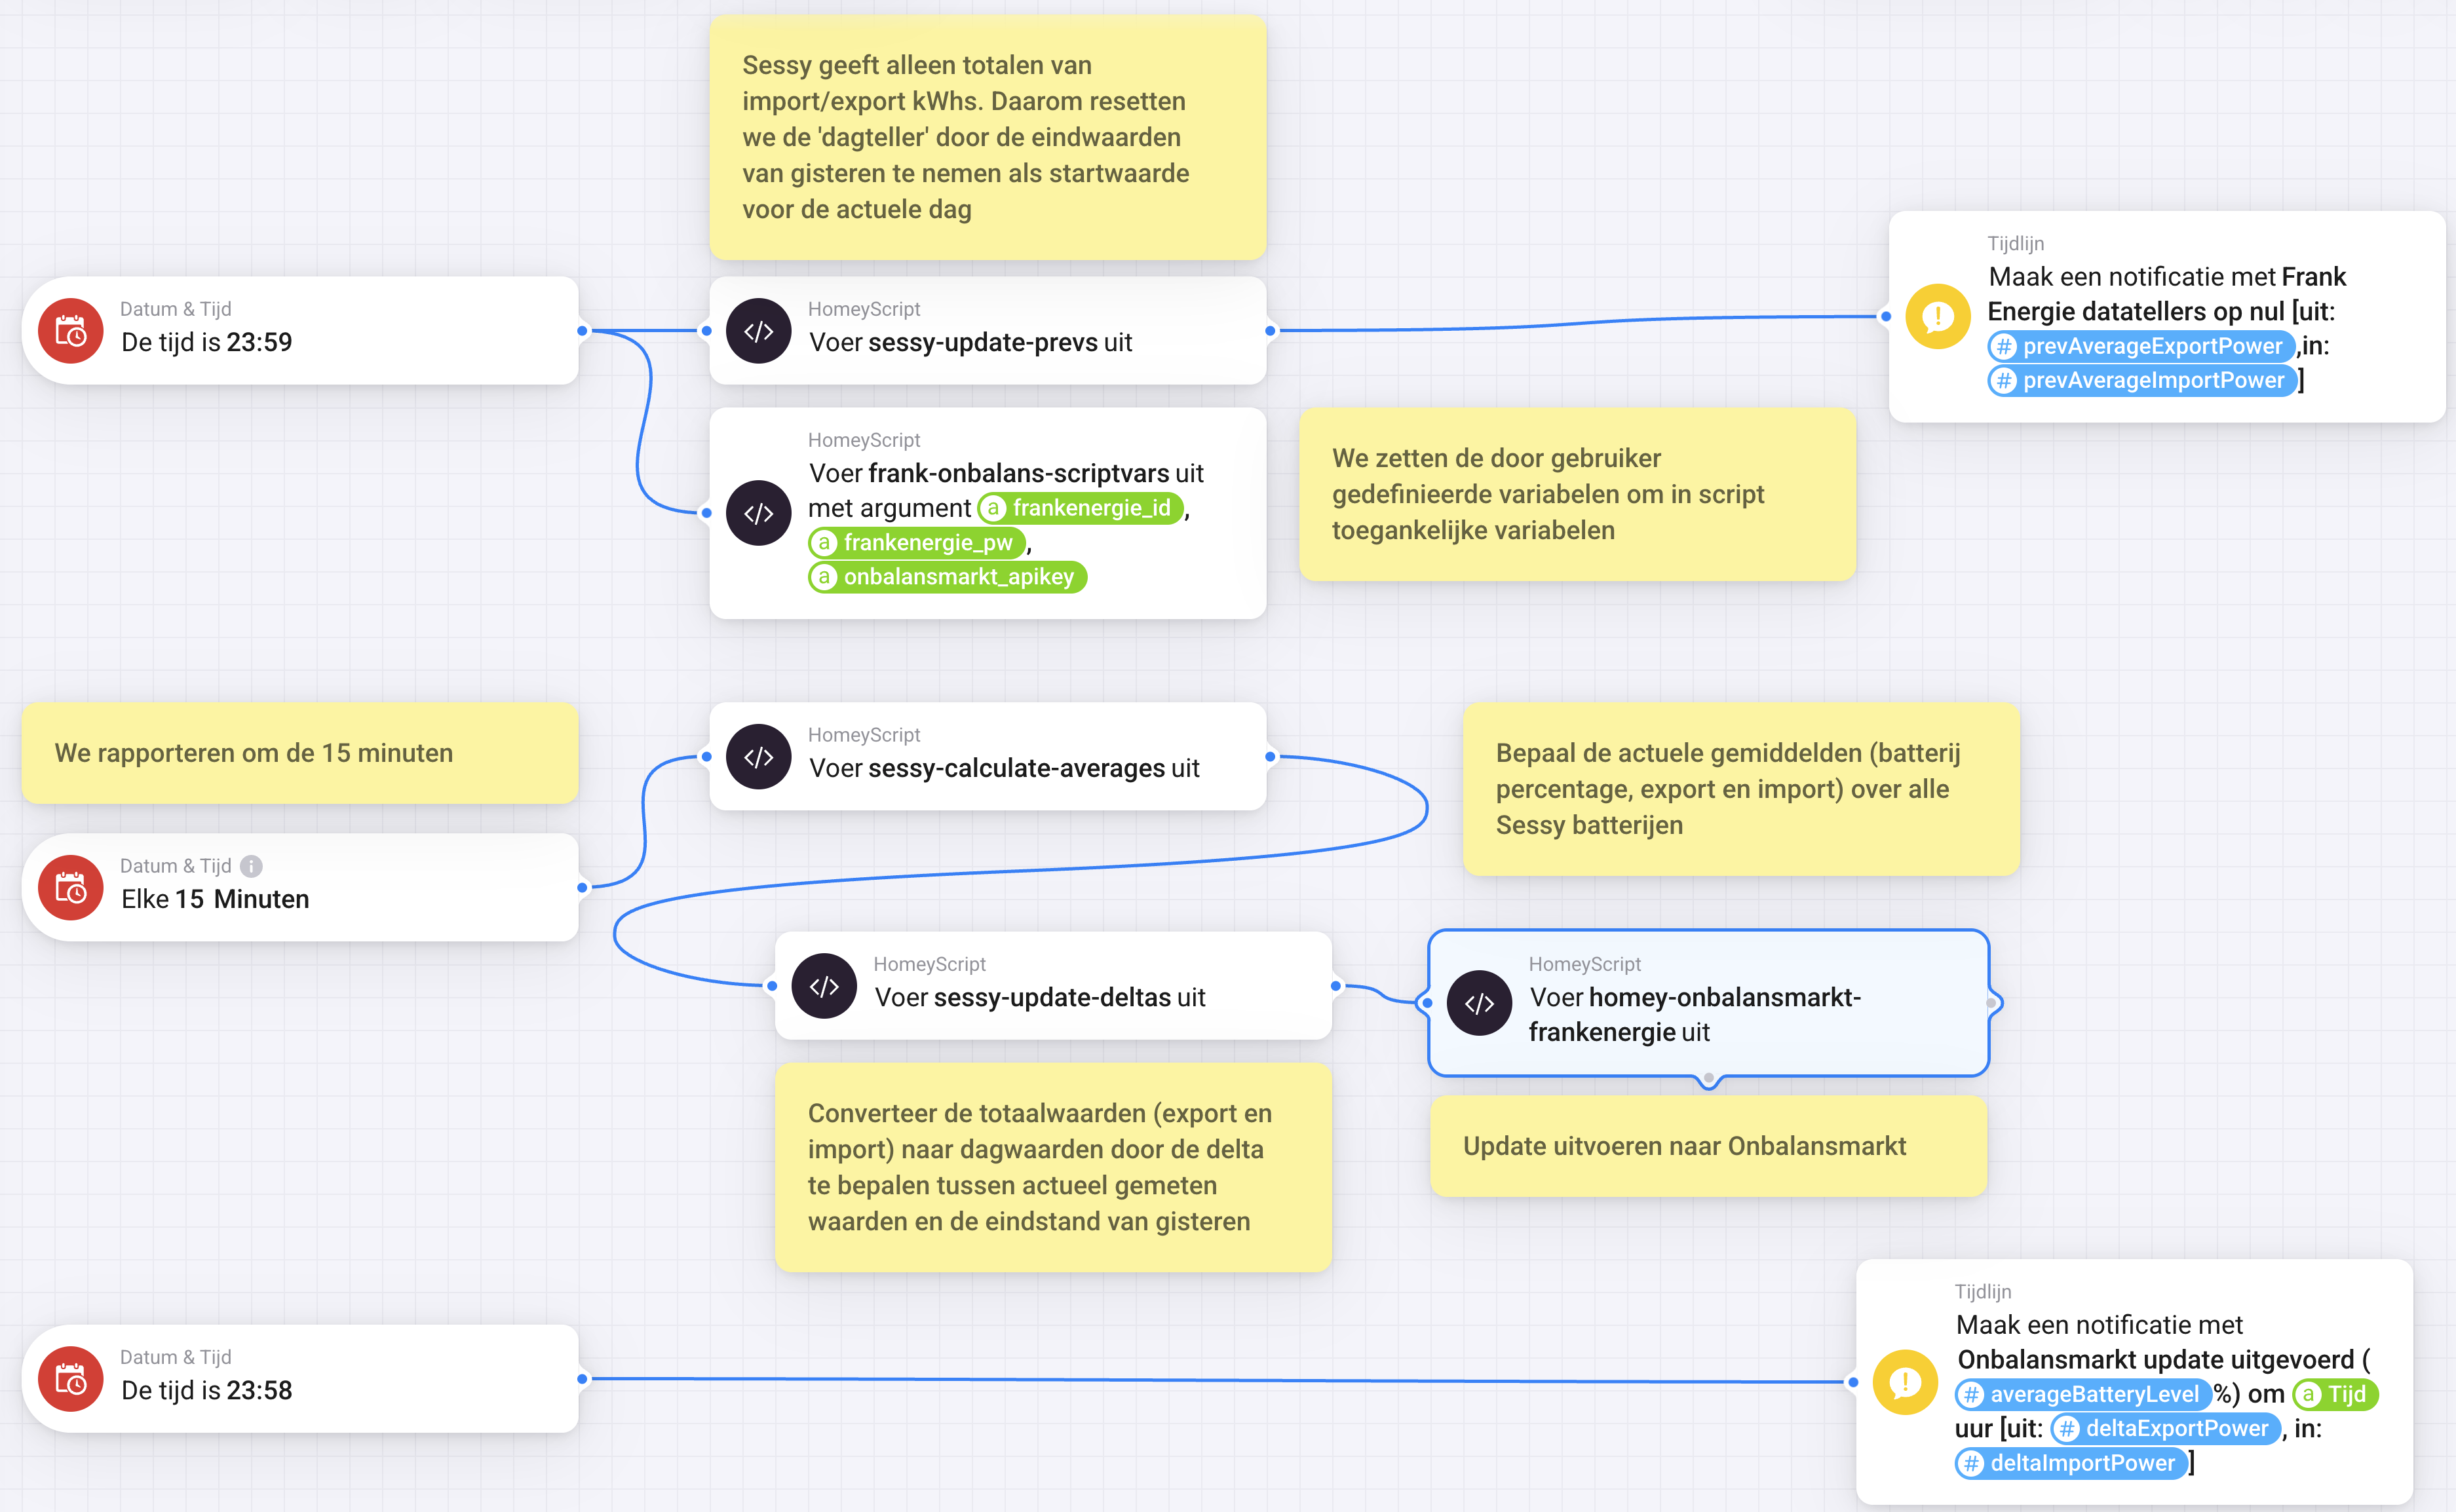 Sessy geeft alleen totalen van
import/export kWhs. Daarom resetten
we de 'dagteller' door de eindwaarden
van gisteren te nemen als startwaarde
voor de actuele dag
Datum & Tijd
De tijd is 23:59
HomeyScript
Voer sessy-update-prevs uit
Tijdlijn
Maak een notificatie met Frank
Energie datatellers op nul [uit:
# prevAverageExportPower ,in:
# prevAverageImportPower ]
HomeyScript
Voer frank-onbalans-scriptvars uit
met argument a frankenergie_id ,
a frankenergie_pw ,
a onbalansmarkt_apikey
We zetten de door gebruiker
gedefinieerde variabelen om in script
toegankelijke variabelen
We rapporteren om de 15 minuten
Datum & Tijd i
Elke 15 Minuten
HomeyScript
Voer sessy-calculate-averages uit
Bepaal de actuele gemiddelden (batterij
percentage, export en import) over alle
Sessy batterijen
HomeyScript
Voer sessy-update-deltas uit
HomeyScript
Voer homey-onbalansmarkt-
frankenergie uit
Converteer de totaalwaarden (export en
import) naar dagwaarden door de delta
te bepalen tussen actueel gemeten
waarden en de eindstand van gisteren
Update uitvoeren naar Onbalansmarkt
Datum & Tijd
De tijd is 23:58
Tijdlijn
Maak een notificatie met
Onbalansmarkt update uitgevoerd (
# averageBatteryLevel %) om a Tijd
uur [uit: # deltaExportPower , in:
# deltaImportPower ]